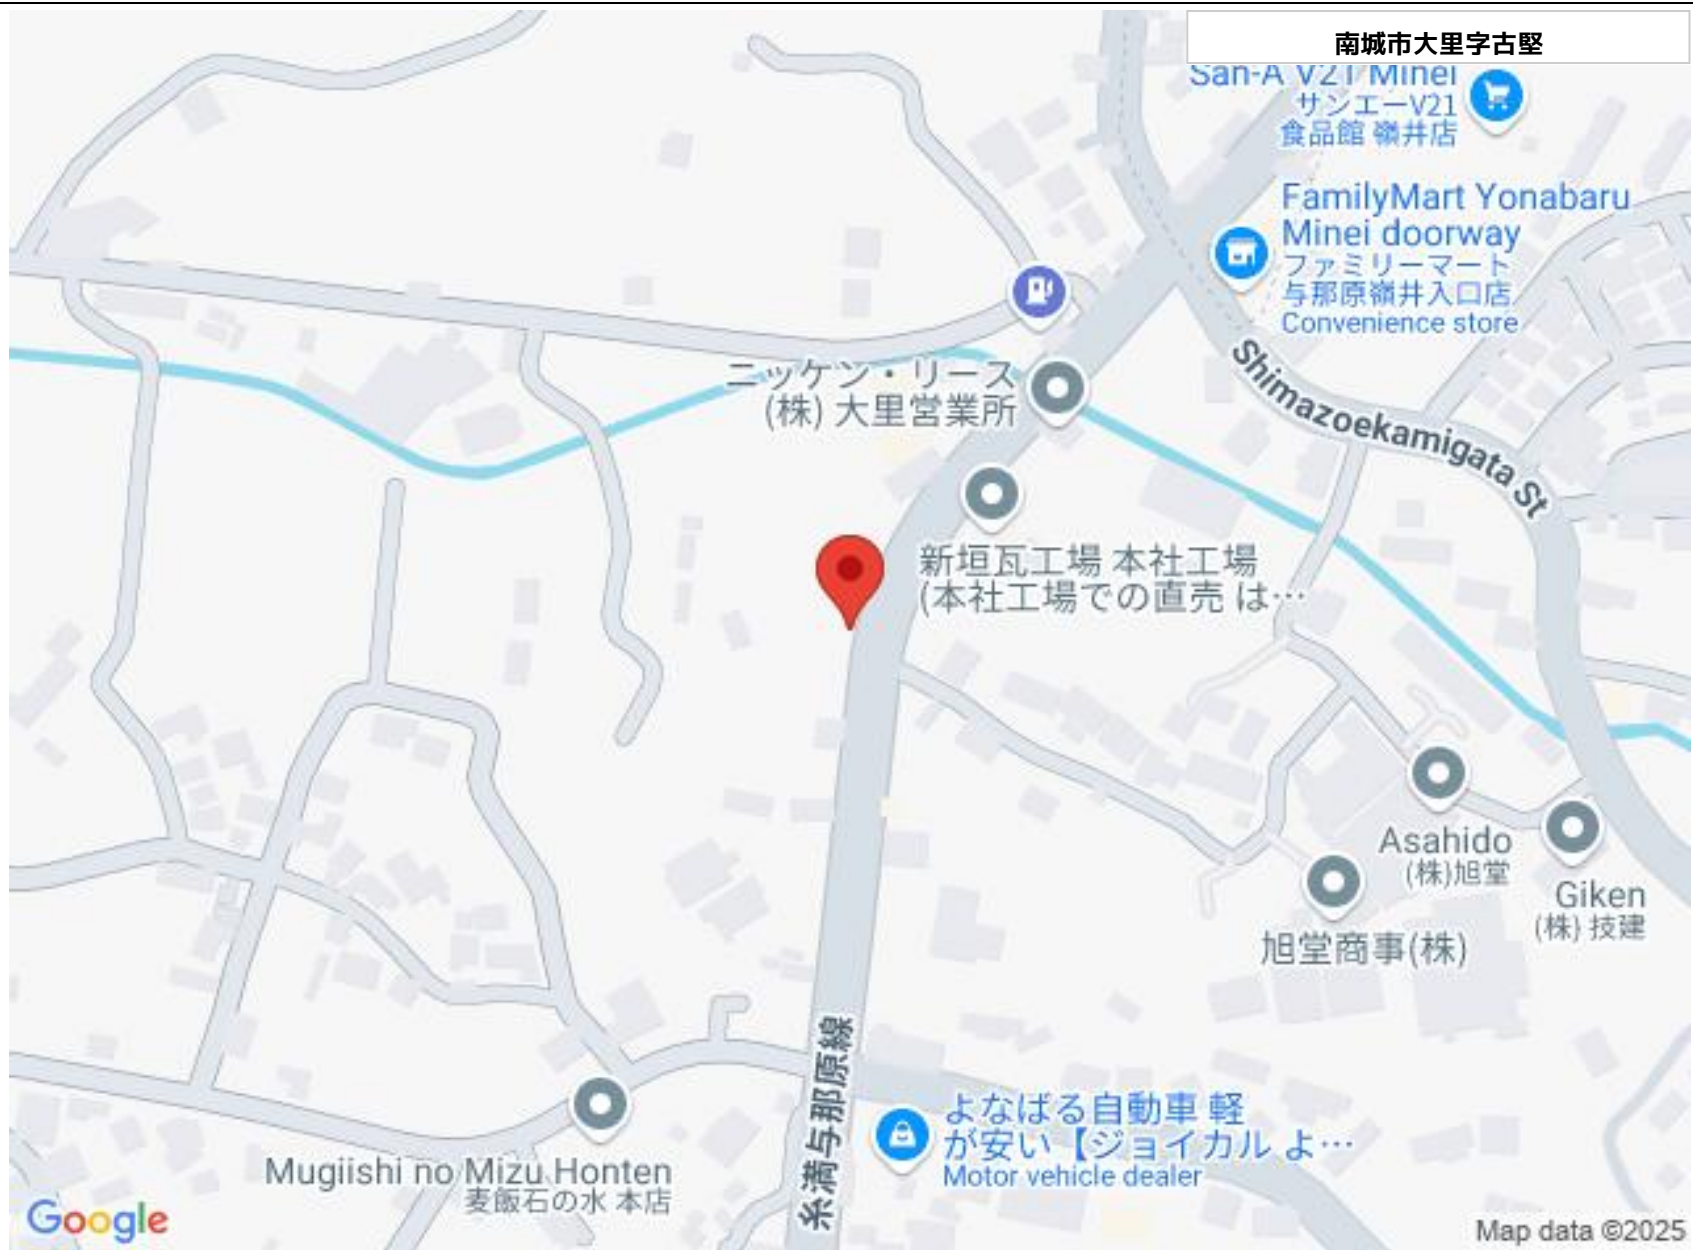 南城市大里字古堅
San-A V21 Minei
サンエーV21
食品館 嶺井店
FamilyMart Yonabaru
Minei doorway
ファミリーマート
与那原嶺井入口店
Convenience store
Shimazoekamigata St
ニッケン・リース
(株) 大里営業所
新垣瓦工場 本社工場
(本社工場での直売 は…
Asahido
(株)旭堂
Giken
(株) 技建
旭堂商事(株)
糸満与那原線
よなばる自動車 軽
が安い【ジョイカル よ…
Motor vehicle dealer
Mugiishi no Mizu Honten
麦飯石の水 本店
Google
Map data ©2025